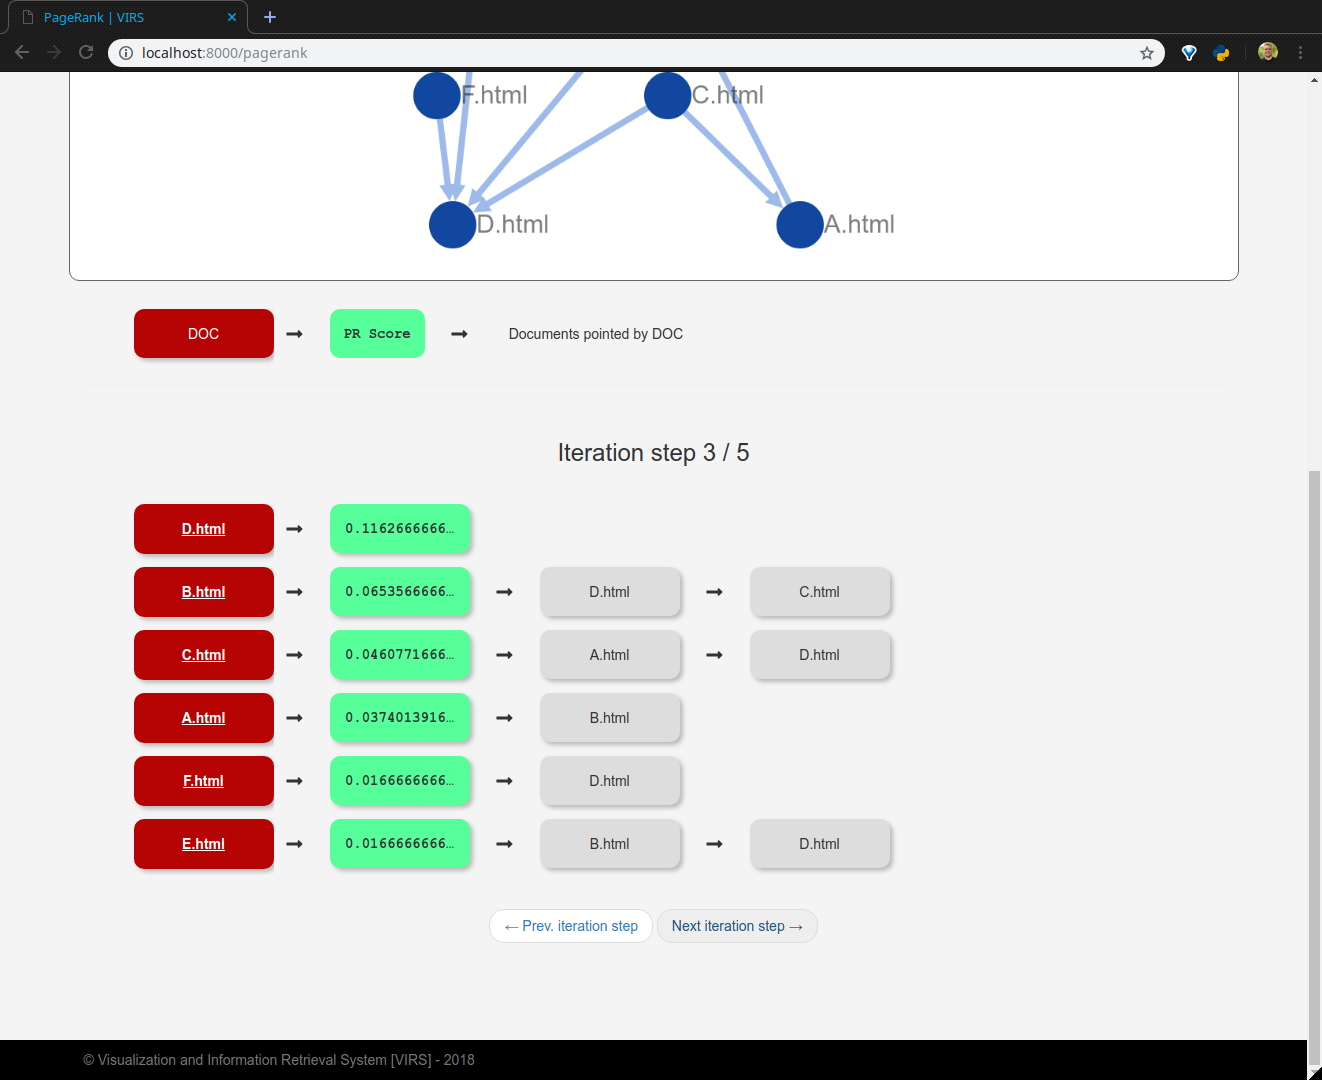 PageRank | VIRS
localhost:8000/pagerank
F.html C.html
D.html A.html
DOC PR Score Documents pointed by DOC
Iteration step 3 / 5
D.html 0.1162666666…
B.html 0.0653566666… D.html C.html
C.html 0.0460771666… A.html D.html
A.html 0.0374013916… B.html
F.html 0.0166666666… D.html
E.html 0.0166666666… B.html D.html
← Prev. iteration step Next iteration step →
© Visualization and Information Retrieval System [VIRS] - 2018